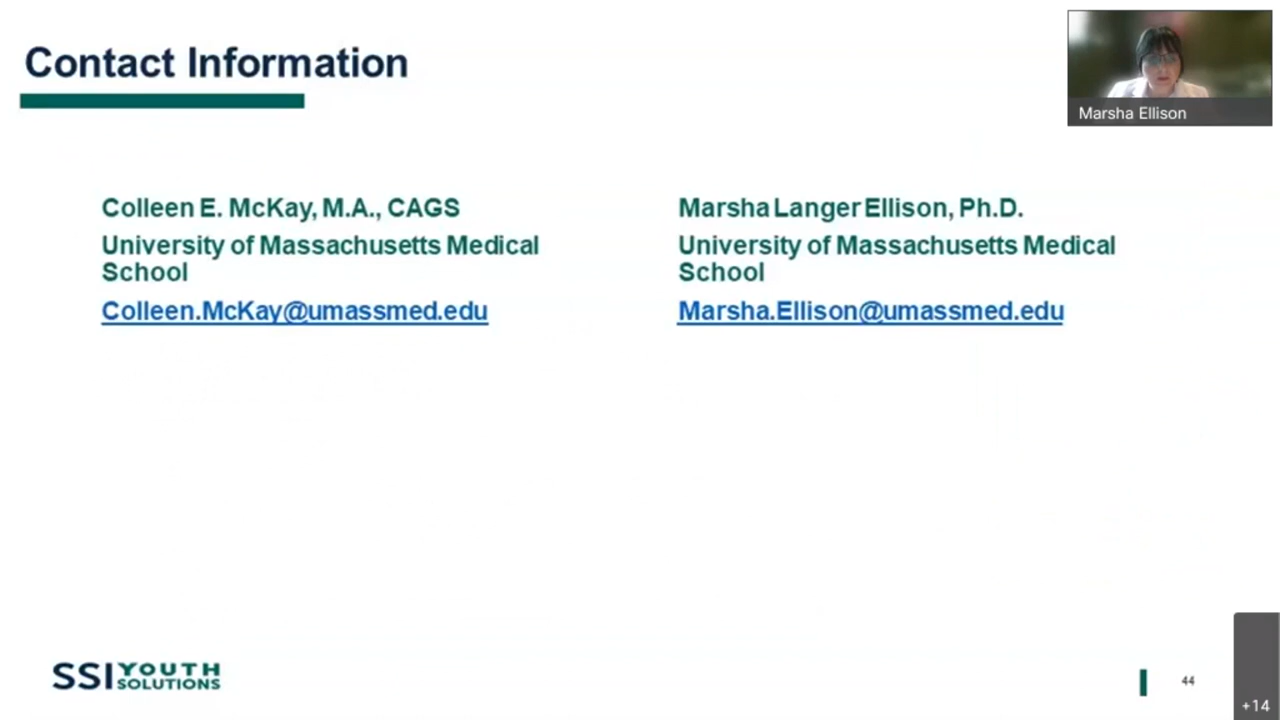 Contact Information
Marsha Ellison
Colleen E. McKay, M.A., CAGS
University of Massachusetts Medical
School
Colleen.McKay@umassmed.edu
Marsha Langer Ellison, Ph.D.
University of Massachusetts Medical
School
Marsha.Ellison@umassmed.edu
SSI YOUTH
SOLUTIONS
44
+14